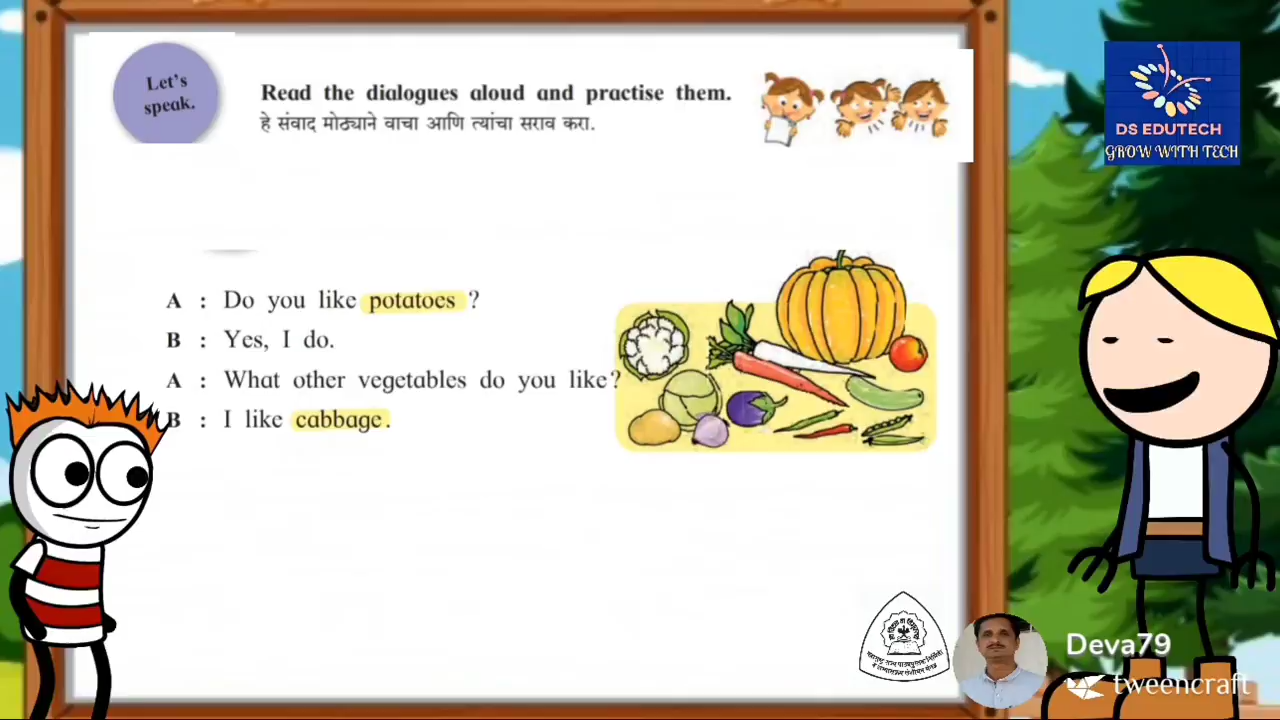 Let's
speak.
Read the dialogues aloud and practise them.
हे संवाद मोठ्याने वाचा आणि त्यांचा सराव करा.
DS EDUTECH
GROW WITH TECH
A : Do you like potatoes ?
B : Yes, I do.
A : What other vegetables do you like?
B : I like cabbage.
Deva79
tweencraft